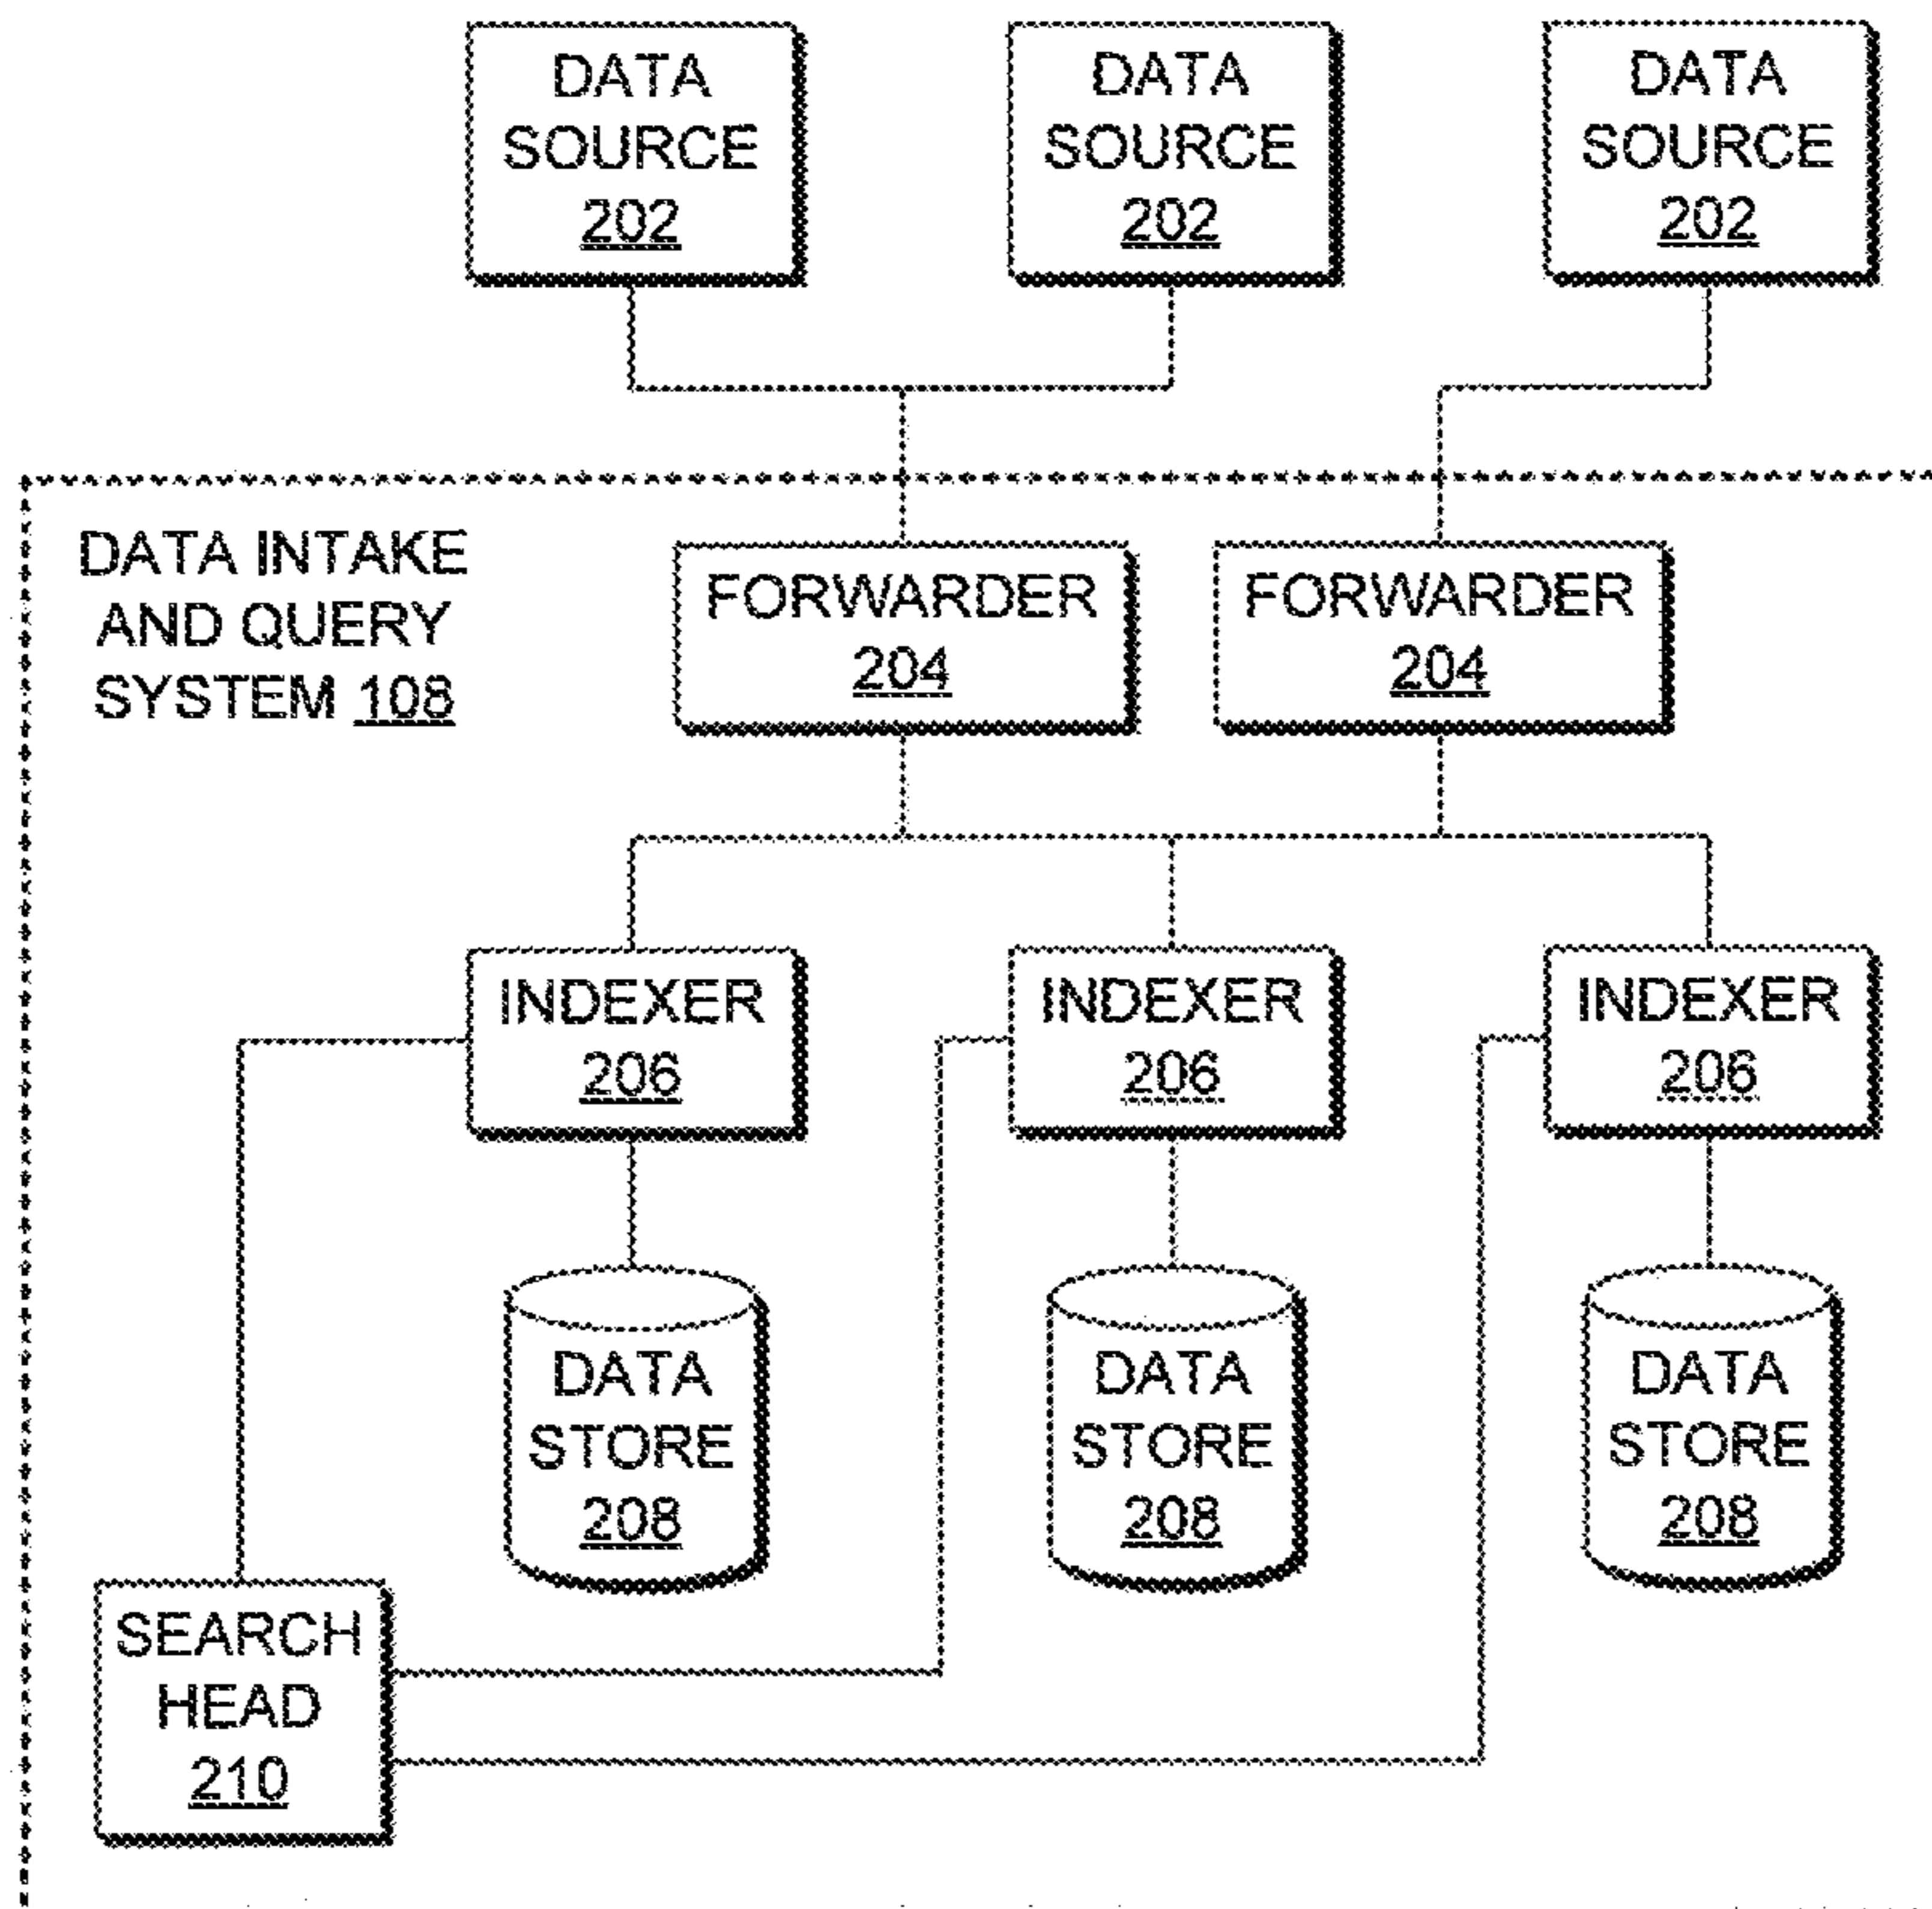 DATA
SOURCE
202
DATA
SOURCE
202
DATA
SOURCE
202
DATA INTAKE
AND QUERY
SYSTEM 108
FORWARDER
204
FORWARDER
204
INDEXER
206
INDEXER
206
INDEXER
206
DATA
STORE
208
DATA
STORE
208
DATA
STORE
208
SEARCH
HEAD
210